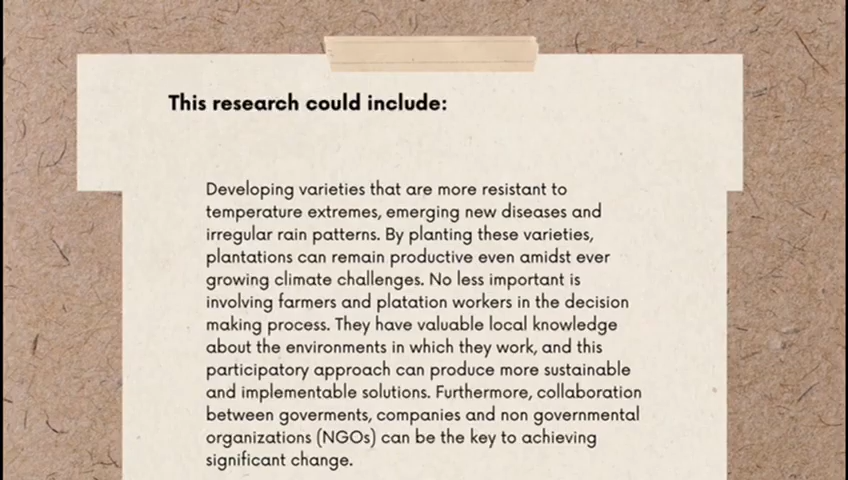 This research could include:
Developing varieties that are more resistant to
temperature extremes, emerging new diseases and
irregular rain patterns. By planting these varieties,
plantations can remain productive even amidst ever
growing climate challenges. No less important is
involving farmers and platation workers in the decision
making process. They have valuable local knowledge
about the environments in which they work, and this
participatory approach can produce more sustainable
and implementable solutions. Furthermore, collaboration
between goverments, companies and non governmental
organizations (NGOs) can be the key to achieving
significant change.